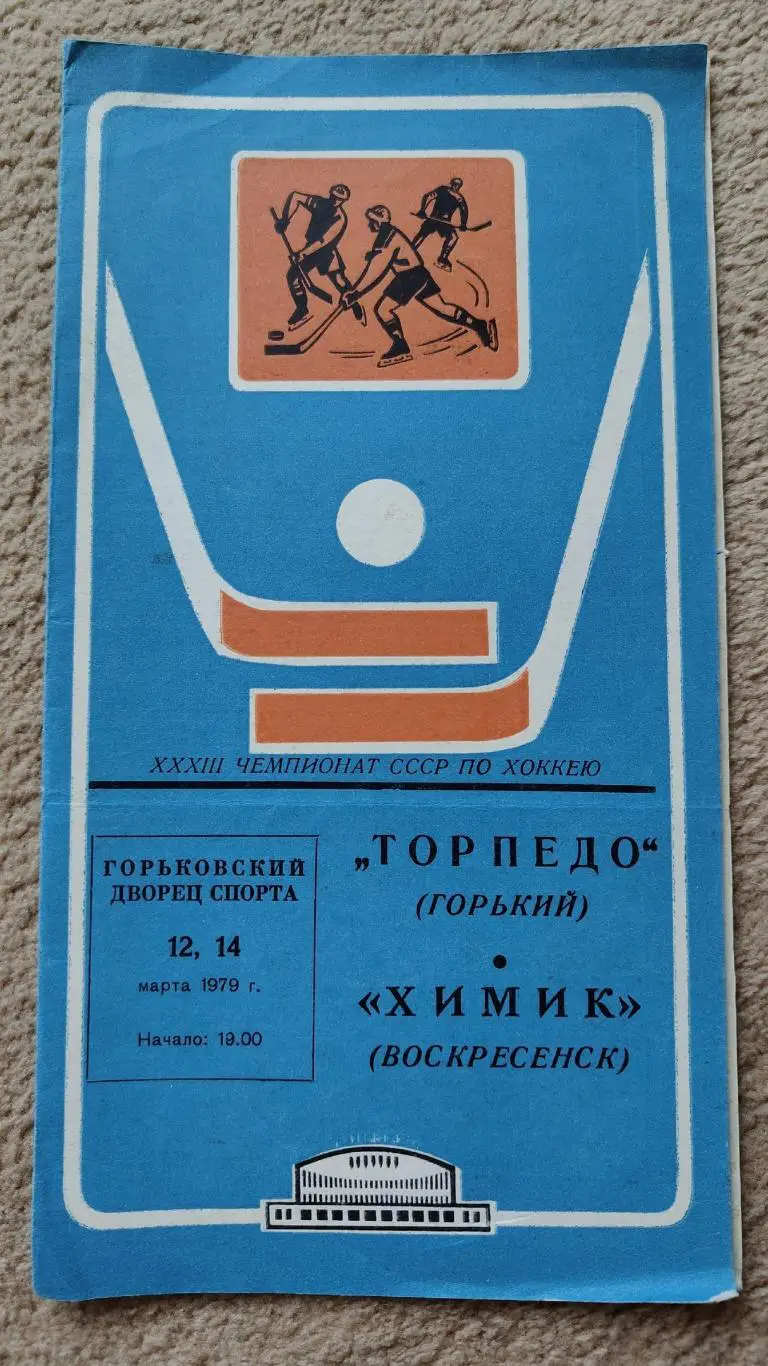 XXXIII ЧЕМПИОНАТ СССР ПО ХОККЕЮ
ГОРЬКОВСКИЙ
ДВОРЕЦ СПОРТА
12, 14
марта 1979 г.
Начало: 19.00
„ТОРПЕДО“
(ГОРЬКИЙ)
•
«ХИМИК»
(ВОСКРЕСЕНСК)